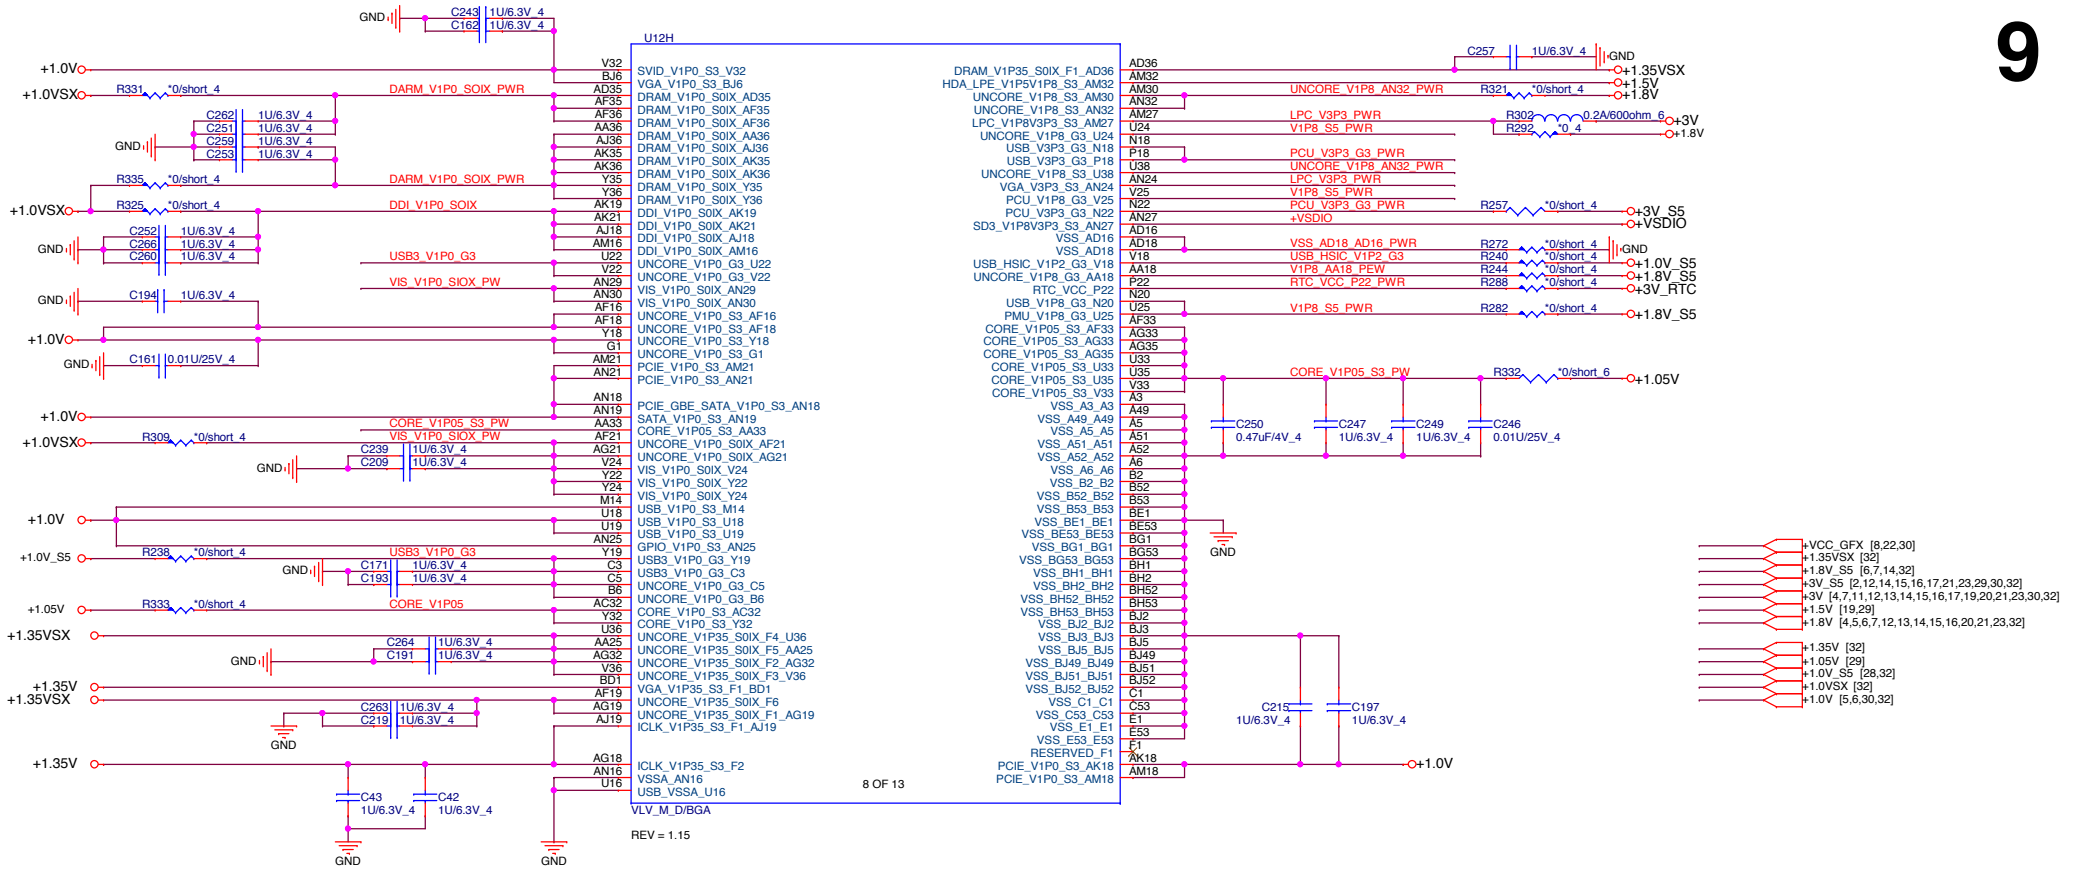 9
GND
C243 1U/6.3V_4
C162 1U/6.3V_4
U12H
+1.0V
+1.0VSX
R331 *0/short_4
DARM_V1P0_SOIX_PWR
C262 1U/6.3V_4
C251 1U/6.3V_4
C259 1U/6.3V_4
C253 1U/6.3V_4
GND
R335 *0/short_4
DARM_V1P0_SOIX_PWR
+1.0VSX
R325 *0/short_4
DDI_V1P0_SOIX
C252 1U/6.3V_4
C266 1U/6.3V_4
C260 1U/6.3V_4
GND
USB3_V1P0_G3
VIS_V1P0_SIOX_PW
GND
C194 1U/6.3V_4
+1.0V
GND
C161 0.01U/25V_4
+1.0V
CORE_V1P05_S3_PW
+1.0VSX
R309 *0/short_4
VIS_V1P0_SIOX_PW
C239 1U/6.3V_4
C209 1U/6.3V_4
GND
+1.0V
+1.0V_S5
R238 *0/short_4
USB3_V1P0_G3
GND
C171 1U/6.3V_4
C193 1U/6.3V_4
+1.05V
R333 *0/short_4
CORE_V1P05
+1.35VSX
C264 1U/6.3V_4
C191 1U/6.3V_4
GND
+1.35V
+1.35VSX
C263 1U/6.3V_4
C219 1U/6.3V_4
GND
+1.35V
C43
1U/6.3V_4
C42
1U/6.3V_4
GND
GND
V32 SVID_V1P0_S3_V32
BJ6 VGA_V1P0_S3_BJ6
AD35 DRAM_V1P0_S0IX_AD35
AF35 DRAM_V1P0_S0IX_AF35
AF36 DRAM_V1P0_S0IX_AF36
AA36 DRAM_V1P0_S0IX_AA36
AJ36 DRAM_V1P0_S0IX_AJ36
AK35 DRAM_V1P0_S0IX_AK35
AK36 DRAM_V1P0_S0IX_AK36
Y35 DRAM_V1P0_S0IX_Y35
Y36 DRAM_V1P0_S0IX_Y36
AK19 DDI_V1P0_S0IX_AK19
AK21 DDI_V1P0_S0IX_AK21
AJ18 DDI_V1P0_S0IX_AJ18
AM16 DDI_V1P0_S0IX_AM16
U22 UNCORE_V1P0_G3_U22
V22 UNCORE_V1P0_G3_V22
AN29 VIS_V1P0_S0IX_AN29
AN30 VIS_V1P0_S0IX_AN30
AF16 UNCORE_V1P0_S3_AF16
AF18 UNCORE_V1P0_S3_AF18
Y18 UNCORE_V1P0_S3_Y18
G1 UNCORE_V1P0_S3_G1
AM21 PCIE_V1P0_S3_AM21
AN21 PCIE_V1P0_S3_AN21
AN18 PCIE_GBE_SATA_V1P0_S3_AN18
AN19 SATA_V1P0_S3_AN19
AA33 CORE_V1P05_S3_AA33
AF21 UNCORE_V1P0_S0IX_AF21
AG21 UNCORE_V1P0_S0IX_AG21
V24 VIS_V1P0_S0IX_V24
Y22 VIS_V1P0_S0IX_Y22
Y24 VIS_V1P0_S0IX_Y24
M14 USB_V1P0_S3_M14
U18 USB_V1P0_S3_U18
U19 USB_V1P0_S3_U19
AN25 GPIO_V1P0_S3_AN25
Y19 USB3_V1P0_G3_Y19
C3 USB3_V1P0_G3_C3
C5 UNCORE_V1P0_G3_C5
B6 UNCORE_V1P0_G3_B6
AC32 CORE_V1P0_S3_AC32
Y32 CORE_V1P0_S3_Y32
U36 UNCORE_V1P35_S0IX_F4_U36
AA25 UNCORE_V1P35_S0IX_F5_AA25
AG32 UNCORE_V1P35_S0IX_F2_AG32
V36 UNCORE_V1P35_S0IX_F3_V36
BD1 VGA_V1P35_S3_F1_BD1
AF19 UNCORE_V1P35_S0IX_F6
AG19 UNCORE_V1P35_S0IX_F1_AG19
AJ19 ICLK_V1P35_S3_F1_AJ19
AG18 ICLK_V1P35_S3_F2
AN16 VSSA_AN16
U16 USB_VSSA_U16
DRAM_V1P35_S0IX_F1_AD36 AD36
HDA_LPE_V1P5V1P8_S3_AM32 AM32
UNCORE_V1P8_S3_AM30 AM30
UNCORE_V1P8_S3_AN32 AN32
LPC_V1P8V3P3_S3_AM27 AM27
UNCORE_V1P8_G3_U24 U24
USB_V3P3_G3_N18 N18
USB_V3P3_G3_P18 P18
UNCORE_V1P8_S3_U38 U38
VGA_V3P3_S3_AN24 AN24
PCU_V1P8_G3_V25 V25
PCU_V3P3_G3_N22 N22
SD3_V1P8V3P3_S3_AN27 AN27
VSS_AD16 AD16
VSS_AD18 AD18
USB_HSIC_V1P2_G3_V18 V18
UNCORE_V1P8_G3_AA18 AA18
RTC_VCC_P22 P22
USB_V1P8_G3_N20 N20
PMU_V1P8_G3_U25 U25
CORE_V1P05_S3_AF33 AF33
CORE_V1P05_S3_AG33 AG33
CORE_V1P05_S3_AG35 AG35
CORE_V1P05_S3_U33 U33
CORE_V1P05_S3_U35 U35
CORE_V1P05_S3_V33 V33
VSS_A3_A3 A3
VSS_A49_A49 A49
VSS_A5_A5 A5
VSS_A51_A51 A51
VSS_A52_A52 A52
VSS_A6_A6 A6
VSS_B2_B2 B2
VSS_B52_B52 B52
VSS_B53_B53 B53
VSS_BE1_BE1 BE1
VSS_BE53_BE53 BE53
VSS_BG1_BG1 BG1
VSS_BG53_BG53 BG53
VSS_BH1_BH1 BH1
VSS_BH2_BH2 BH2
VSS_BH52_BH52 BH52
VSS_BH53_BH53 BH53
VSS_BJ2_BJ2 BJ2
VSS_BJ3_BJ3 BJ3
VSS_BJ5_BJ5 BJ5
VSS_BJ49_BJ49 BJ49
VSS_BJ51_BJ51 BJ51
VSS_BJ52_BJ52 BJ52
VSS_C1_C1 C1
VSS_C53_C53 C53
VSS_E1_E1 E1
VSS_E53_E53 E53
RESERVED_F1 F1
PCIE_V1P0_S3_AK18 AK18
PCIE_V1P0_S3_AM18 AM18
8 OF 13
VLV_M_D/BGA
REV = 1.15
C257 1U/6.3V_4
GND
+1.35VSX
+1.5V
UNCORE_V1P8_AN32_PWR R321 *0/short_4 +1.8V
LPC_V3P3_PWR R302 0.2A/600ohm_6 +3V
V1P8_S5_PWR R292 *0_4 +1.8V
PCU_V3P3_G3_PWR
UNCORE_V1P8_AN32_PWR
LPC_V3P3_PWR
V1P8_S5_PWR
PCU_V3P3_G3_PWR R257 *0/short_4 +3V_S5
+VSDIO +VSDIO
VSS_AD18_AD16_PWR R272 *0/short_4 GND
USB_HSIC_V1P2_G3 R240 *0/short_4 +1.0V_S5
V1P8_AA18_PEW R244 *0/short_4 +1.8V_S5
RTC_VCC_P22_PWR R288 *0/short_4 +3V_RTC
V1P8_S5_PWR R282 *0/short_4 +1.8V_S5
CORE_V1P05_S3_PW R332 *0/short_6 +1.05V
C250
0.47uF/4V_4
C247
1U/6.3V_4
C249
1U/6.3V_4
C246
0.01U/25V_4
GND
C215
1U/6.3V_4
C197
1U/6.3V_4
+1.0V
+VCC_GFX [8,22,30]
+1.35VSX [32]
+1.8V_S5 [6,7,14,32]
+3V_S5 [2,12,14,15,16,17,21,23,29,30,32]
+3V [4,7,11,12,13,14,15,16,17,19,20,21,23,30,32]
+1.5V [19,29]
+1.8V [4,5,6,7,12,13,14,15,16,20,21,23,32]
+1.35V [32]
+1.05V [29]
+1.0V_S5 [28,32]
+1.0VSX [32]
+1.0V [5,6,30,32]